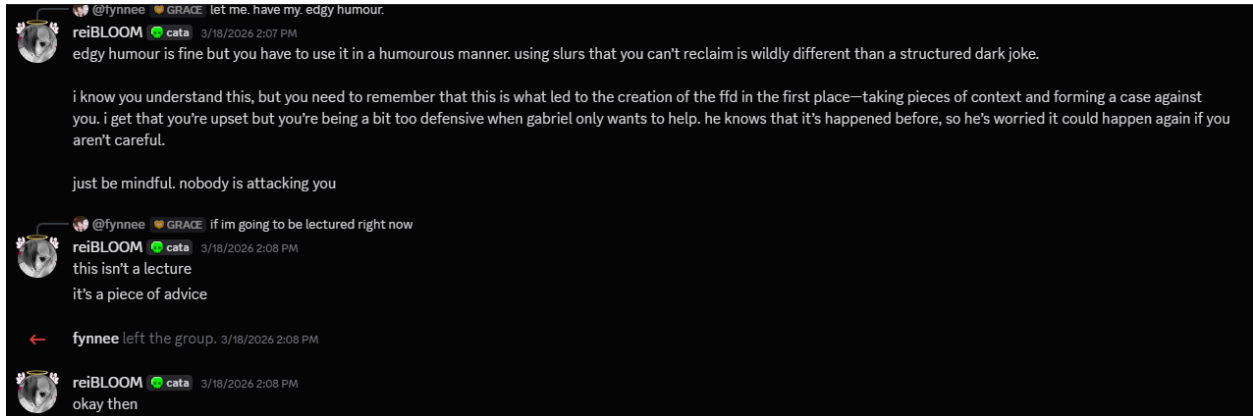 @fynnee GRACE let me. have my. edgy humour.
reiBLOOM cata 3/18/2026 2:07 PM
edgy humour is fine but you have to use it in a humourous manner. using slurs that you can't reclaim is wildly different than a structured dark joke.
i know you understand this, but you need to remember that this is what led to the creation of the ffd in the first place—taking pieces of context and forming a case against
you. i get that you're upset but you're being a bit too defensive when gabriel only wants to help. he knows that it's happened before, so he's worried it could happen again if you
aren't careful.
just be mindful. nobody is attacking you
@fynnee GRACE if im going to be lectured right now
reiBLOOM cata 3/18/2026 2:08 PM
this isn't a lecture
it's a piece of advice
fynnee left the group. 3/18/2026 2:08 PM
reiBLOOM cata 3/18/2026 2:08 PM
okay then